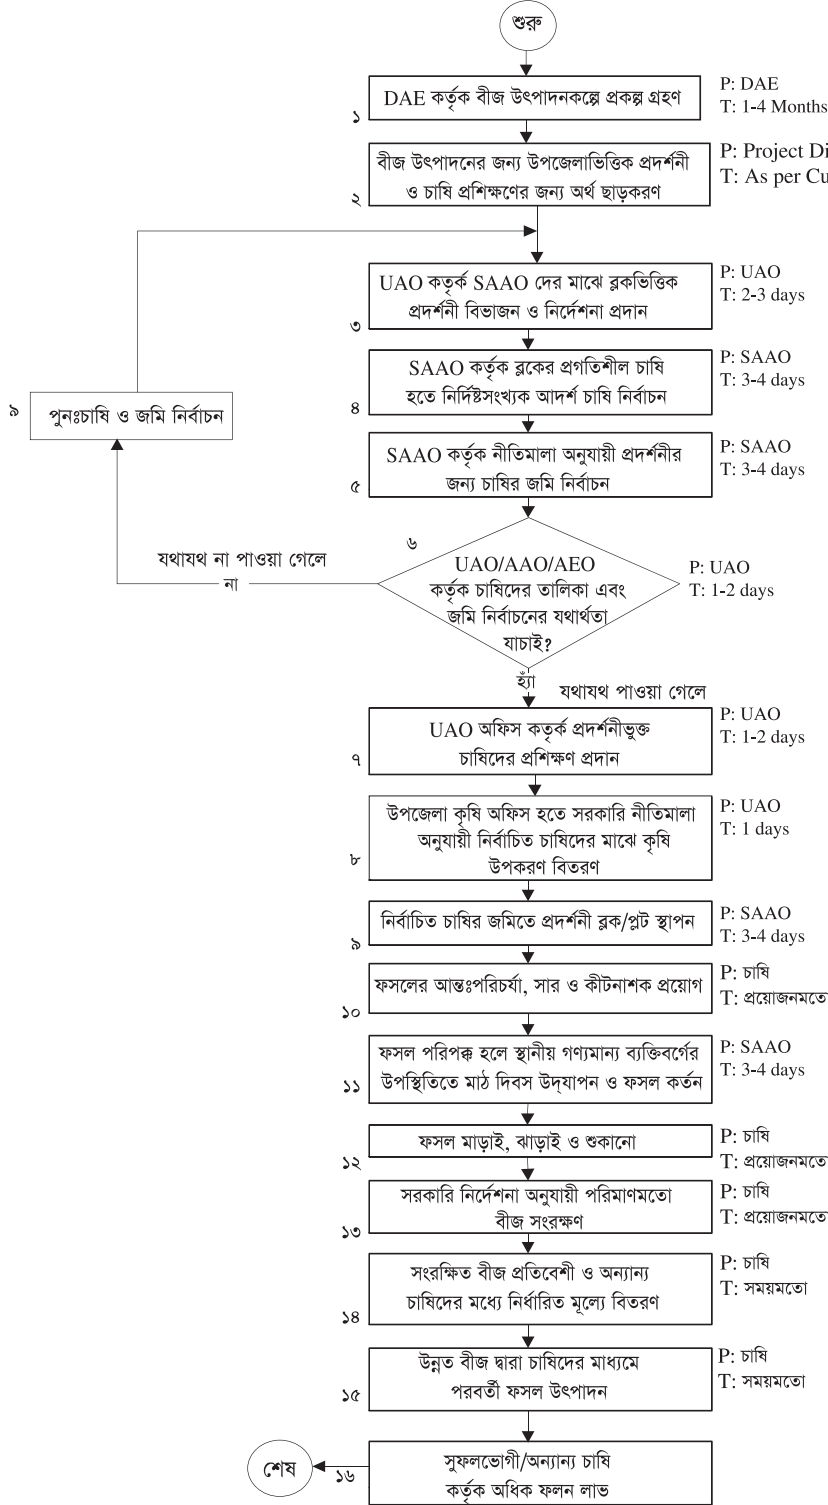 শুরু
DAE কর্তৃক বীজ উৎপাদনকল্পে প্রকল্প গ্রহণ
১
P: DAE
T: 1-4 Months
বীজ উৎপাদনের জন্য উপজেলাভিত্তিক প্রদর্শনী
ও চাষি প্রশিক্ষণের জন্য অর্থ ছাড়করণ
২
P: Project Di
T: As per Cu
UAO কতৃর্ক SAAO দের মাঝে ব্লকভিত্তিক
প্রদর্শনী বিভাজন ও নির্দেশনা প্রদান
৩
P: UAO
T: 2-3 days
SAAO কর্তৃক ব্লকের প্রগতিশীল চাষি
হতে নির্দিষ্টসংখ্যক আদর্শ চাষি নির্বাচন
৪
P: SAAO
T: 3-4 days
৯
পুনঃচাষি ও জমি নির্বাচন
SAAO কর্তৃক নীতিমালা অনুযায়ী প্রদর্শনীর
জন্য চাষির জমি নির্বাচন
৫
P: SAAO
T: 3-4 days
৬
যথাযথ না পাওয়া গেলে
না
UAO/AAO/AEO
কর্তৃক চাষিদের তালিকা এবং
জমি নির্বাচনের যথার্থতা
যাচাই?
P: UAO
T: 1-2 days
হ্যাঁ
যথাযথ পাওয়া গেলে
UAO অফিস কতৃর্ক প্রদর্শনীভুক্ত
চাষিদের প্রশিক্ষণ প্রদান
৭
P: UAO
T: 1-2 days
উপজেলা কৃষি অফিস হতে সরকারি নীতিমালা
অনুযায়ী নির্বাচিত চাষিদের মাঝে কৃষি
উপকরণ বিতরণ
৮
P: UAO
T: 1 days
নির্বাচিত চাষির জমিতে প্রদর্শনী ব্লক/প্লট স্থাপন
৯
P: SAAO
T: 3-4 days
ফসলের আন্তঃপরিচর্যা, সার ও কীটনাশক প্রয়োগ
১০
P: চাষি
T: প্রয়োজনমতে
ফসল পরিপক্ক হলে স্থানীয় গণ্যমান্য ব্যক্তিবর্গের
উপস্থিতিতে মাঠ দিবস উদ্‌যাপন ও ফসল কর্তন
১১
P: SAAO
T: 3-4 days
ফসল মাড়াই, ঝাড়াই ও শুকানো
১২
P: চাষি
T: প্রয়োজনমতে
সরকারি নির্দেশনা অনুযায়ী পরিমাণমতো
বীজ সংরক্ষণ
১৩
P: চাষি
T: প্রয়োজনমতে
সংরক্ষিত বীজ প্রতিবেশী ও অন্যান্য
চাষিদের মধ্যে নির্ধারিত মূল্যে বিতরণ
১৪
P: চাষি
T: সময়মতো
উন্নত বীজ দ্বারা চাষিদের মাধ্যমে
পরবর্তী ফসল উৎপাদন
১৫
P: চাষি
T: সময়মতো
শেষ
১৬
সুফলভোগী/অন্যান্য চাষি
কর্তৃক অধিক ফলন লাভ